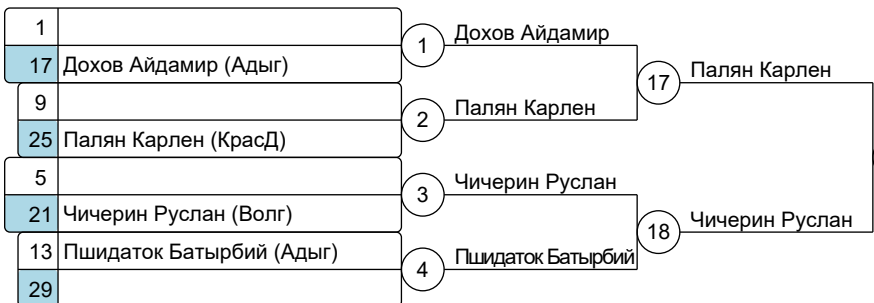 1
17 Дохов Айдамир (Адыг)
1 Дохов Айдамир
9
25 Палян Карлен (КрасД)
2 Палян Карлен
17 Палян Карлен
5
21 Чичерин Руслан (Волг)
3 Чичерин Руслан
13 Пшидаток Батырбий (Адыг)
29
4 Пшидаток Батырбий
18 Чичерин Руслан